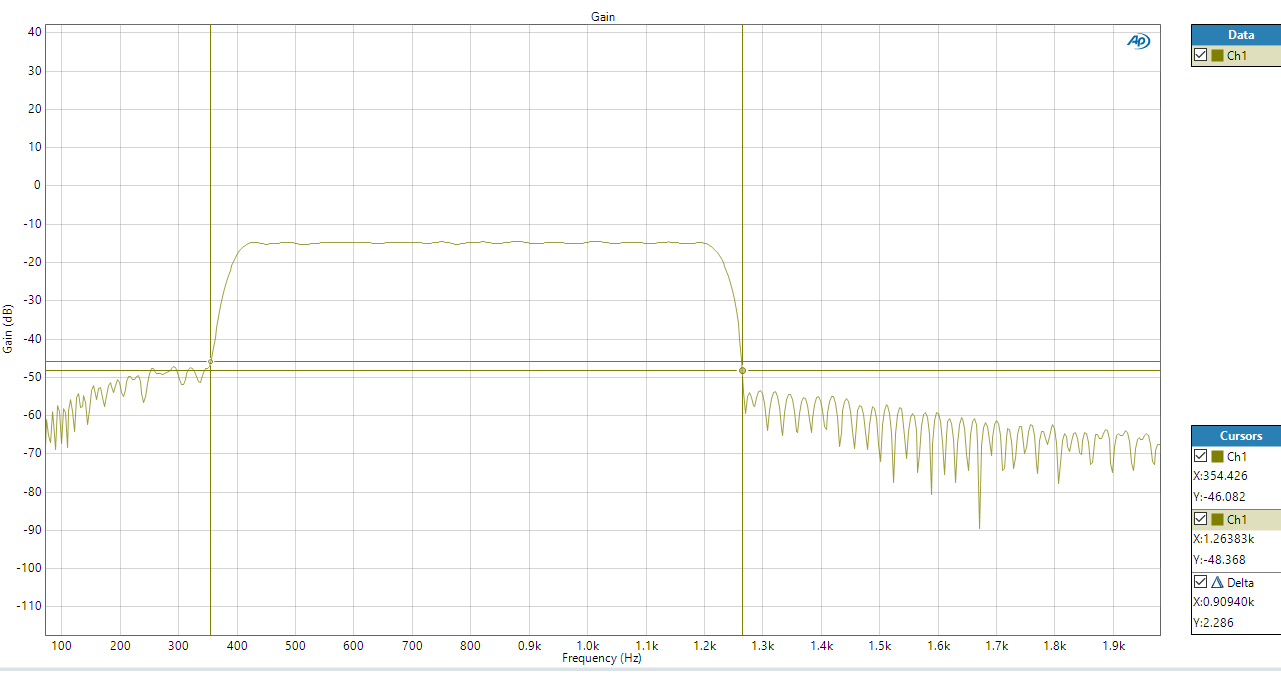 Gain
AP
40
30
20
10
0
-10
-20
-30
-40
-50
-60
-70
-80
-90
-100
-110
Gain (dB)
100 200 300 400 500 600 700 800 0.9k 1.0k 1.1k 1.2k 1.3k 1.4k 1.5k 1.6k 1.7k 1.8k 1.9k
Frequency (Hz)
Data
Ch1
Cursors
Ch1
X:354.426
Y:-46.082
Ch1
X:1.26383k
Y:-48.368
Delta
X:0.90940k
Y:2.286